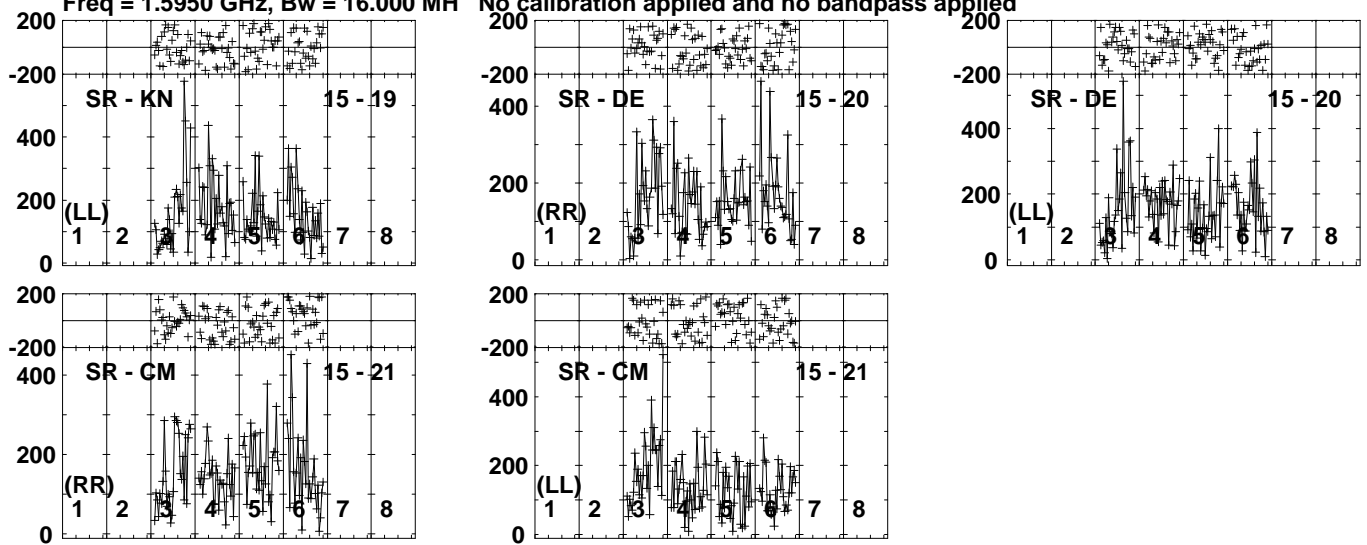 Freq = 1.5950 GHz, Bw = 16.000 MH No calibration applied and no bandpass applied
200
-200
SR - KN 15 - 19
400
200
(LL)
1 2 3 4 5 6 7 8
0
-200
SR - DE 15 - 20
400
200
(RR)
1 2 3 4 5 6 7 8
0
200
-200
SR - DE 15 - 20
400
200
(LL)
1 2 3 4 5 6 7 8
0
200
-200
SR - CM 15 - 21
400
200
(RR)
1 2 3 4 5 6 7 8
0
200
-200
SR - CM 15 - 21
400
200
(LL)
1 2 3 4 5 6 7 8
0